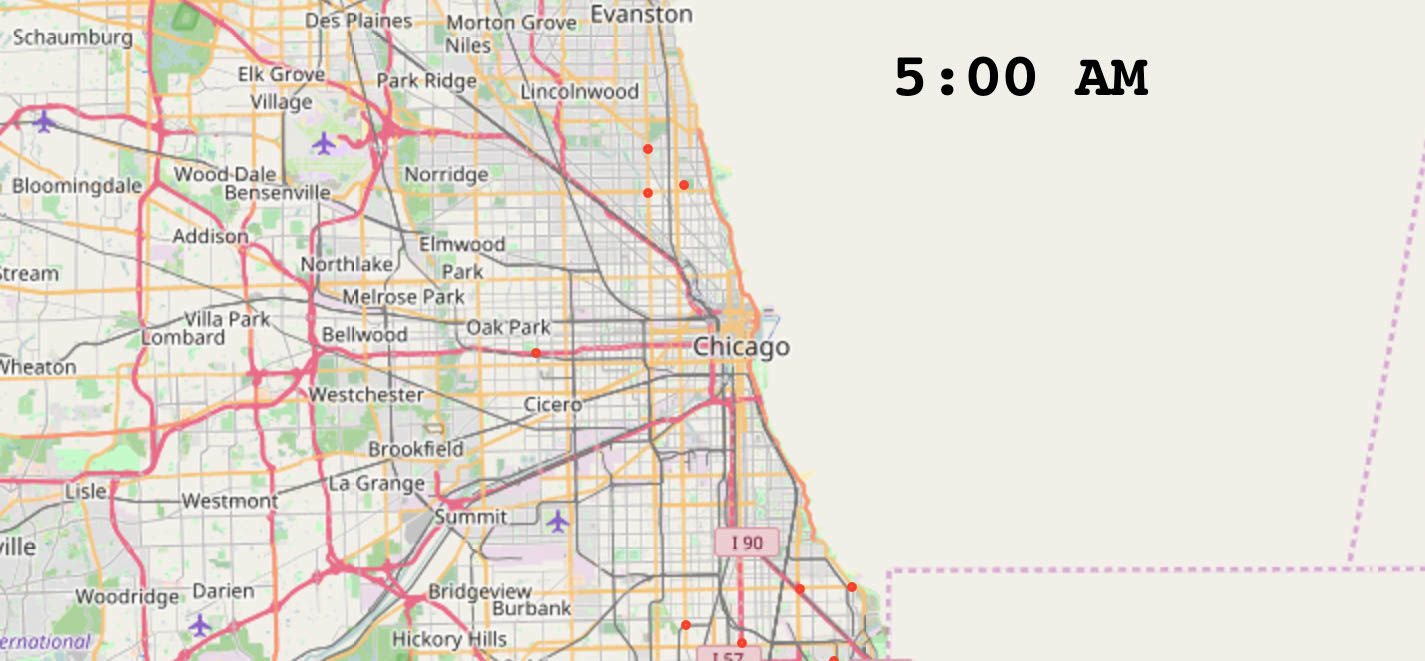 Evanston
Des Plaines
Morton Grove
Schaumburg
Niles
5:00 AM
Elk Grove
Village
Park Ridge
Lincolnwood
Wood Dale
Norridge
Bloomingdale
Bensenville
Addison
Elmwood
Park
Northlake
Stream
Melrose Park
Villa Park
Oak Park
Lombard
Bellwood
Chicago
Wheaton
Westchester
Cicero
Brookfield
La Grange
Lisle
Westmont
Summit
ville
I 90
Darien
Bridgeview
Woodridge
Burbank
Hickory Hills
ernational
I 57